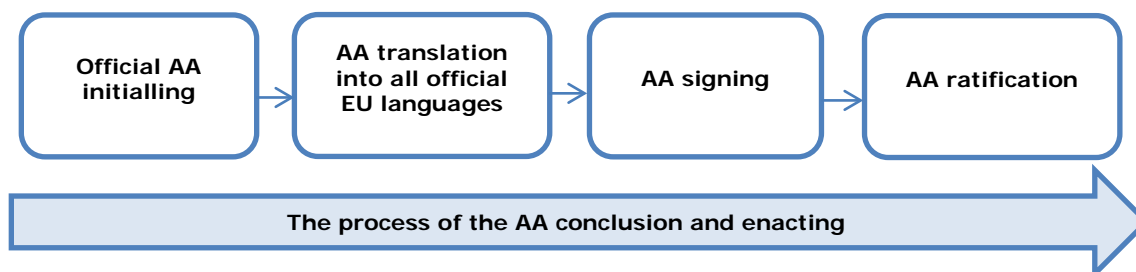 Official AA
initialling
AA translation
into all official
EU languages
AA signing
AA ratification
The process of the AA conclusion and enacting